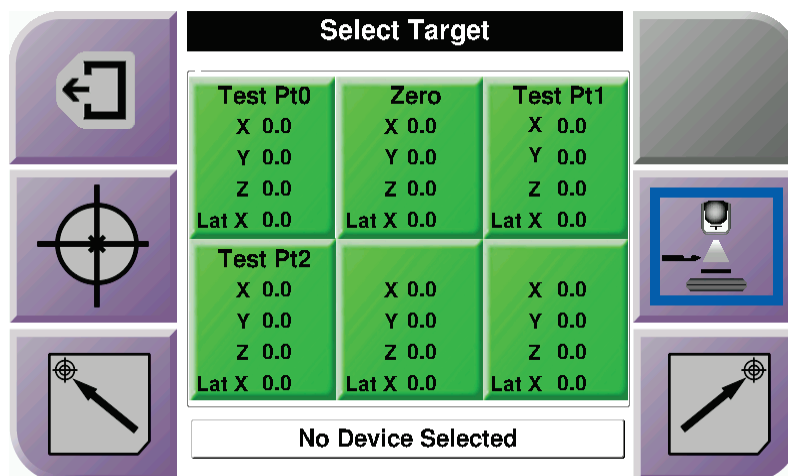 Select Target
Test Pt0 Zero Test Pt1
X 0.0 X 0.0 X 0.0
Y 0.0 Y 0.0 Y 0.0
Z 0.0 Z 0.0 Z 0.0
Lat X 0.0 Lat X 0.0 Lat X 0.0
Test Pt2
X 0.0 X 0.0 X 0.0
Y 0.0 Y 0.0 Y 0.0
Z 0.0 Z 0.0 Z 0.0
Lat X 0.0 Lat X 0.0 Lat X 0.0
No Device Selected